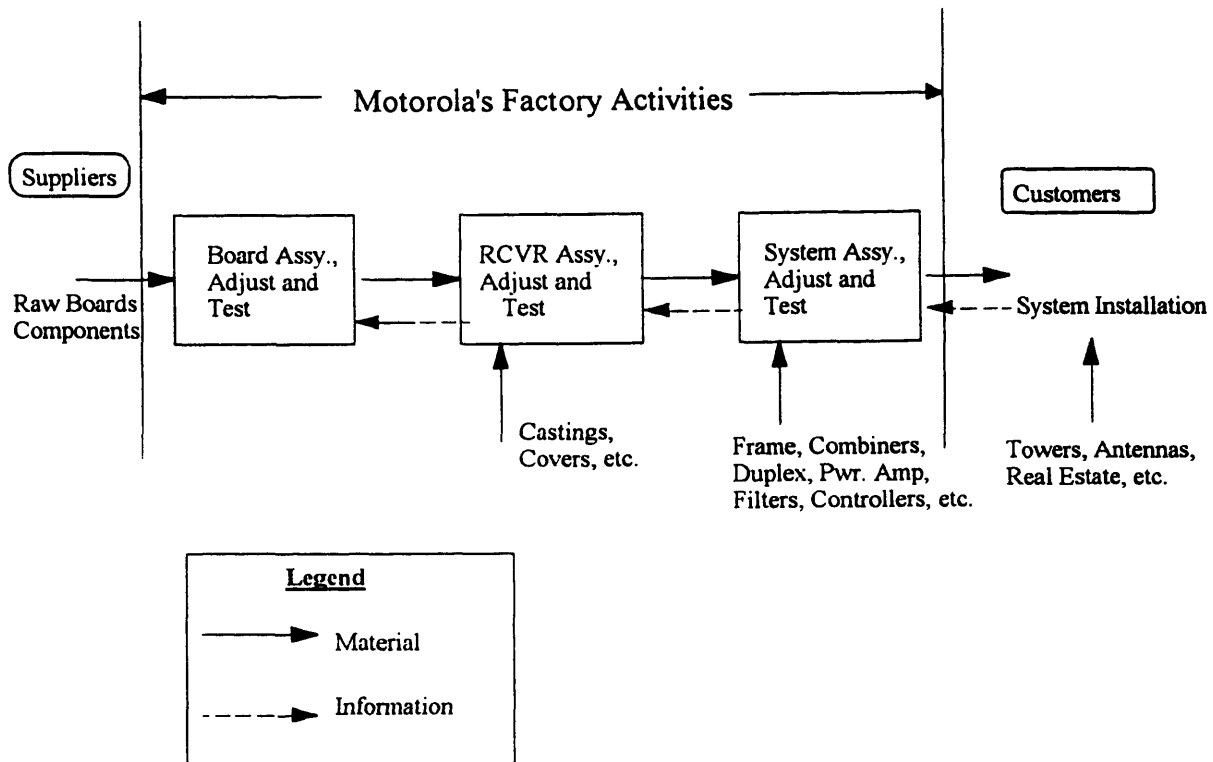 Motorola's Factory Activities
Suppliers
Customers
Board Assy.,
Adjust and
Test
RCVR Assy.,
Adjust and
Test
System Assy.,
Adjust and
Test
Raw Boards
Components
System Installation
Castings,
Covers, etc.
Frame, Combiners,
Duplex, Pwr. Amp,
Filters, Controllers, etc.
Towers, Antennas,
Real Estate, etc.
Legend
Material
Information